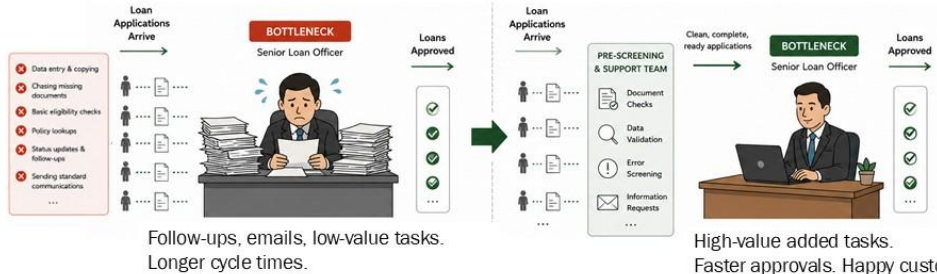 Data entry & copying
Chasing missing
documents
Basic eligibility checks
Policy lookups
Status updates &
follow-ups
Sending standard
communications
...
Loan
Applications
Arrive
BOTTLENECK
Senior Loan Officer
Loans
Approved
Follow-ups, emails, low-value tasks.
Longer cycle times.
Loan
Applications
Arrive
...
PRE-SCREENING
& SUPPORT TEAM
Document
Checks
Data
Validation
Error
Screening
Information
Requests
...
Clean, complete,
ready applications
BOTTLENECK
Senior Loan Officer
Loans
Approved
High-value added tasks.
Faster approvals. Happy custo